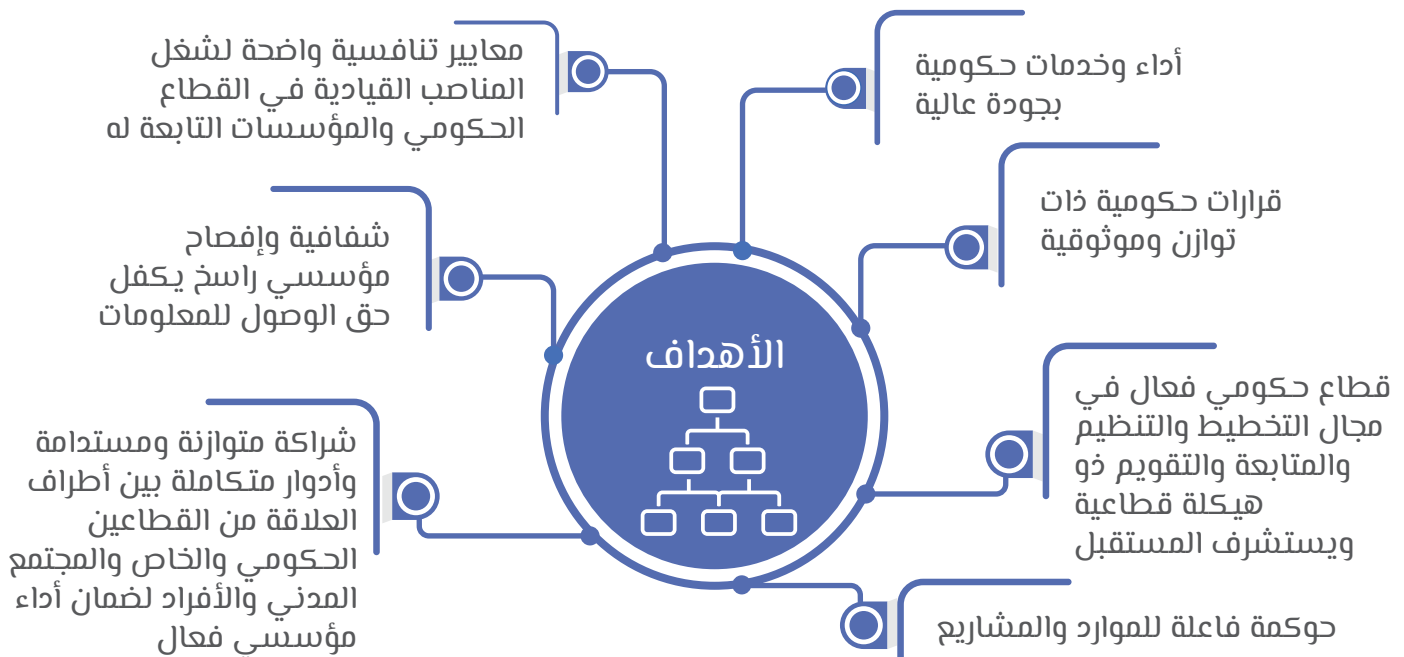 الأهداف
أداء وخدمات حكومية
بجودة عالية
قرارات حكومية ذات
توازن وموثوقية
قطاع حكومي فعال في
مجال التخطيط والتنظيم
والمتابعة والتقويم ذو
هيكلة قطاعية
ويستشرف المستقبل
حوكمة فاعلة للموارد والمشاريع
معايير تنافسية واضحة لشغل
المناصب القيادية في القطاع
الحكومي والمؤسسات التابعة له
شفافية وإفصاح
مؤسسي راسخ يكفل
حق الوصول للمعلومات
شراكة متوازنة ومستدامة
وأدوار متكاملة بين أطراف
العلاقة من القطاعين
الحكومي والخاص والمجتمع
المدني والأفراد لضمان أداء
مؤسسي فعال